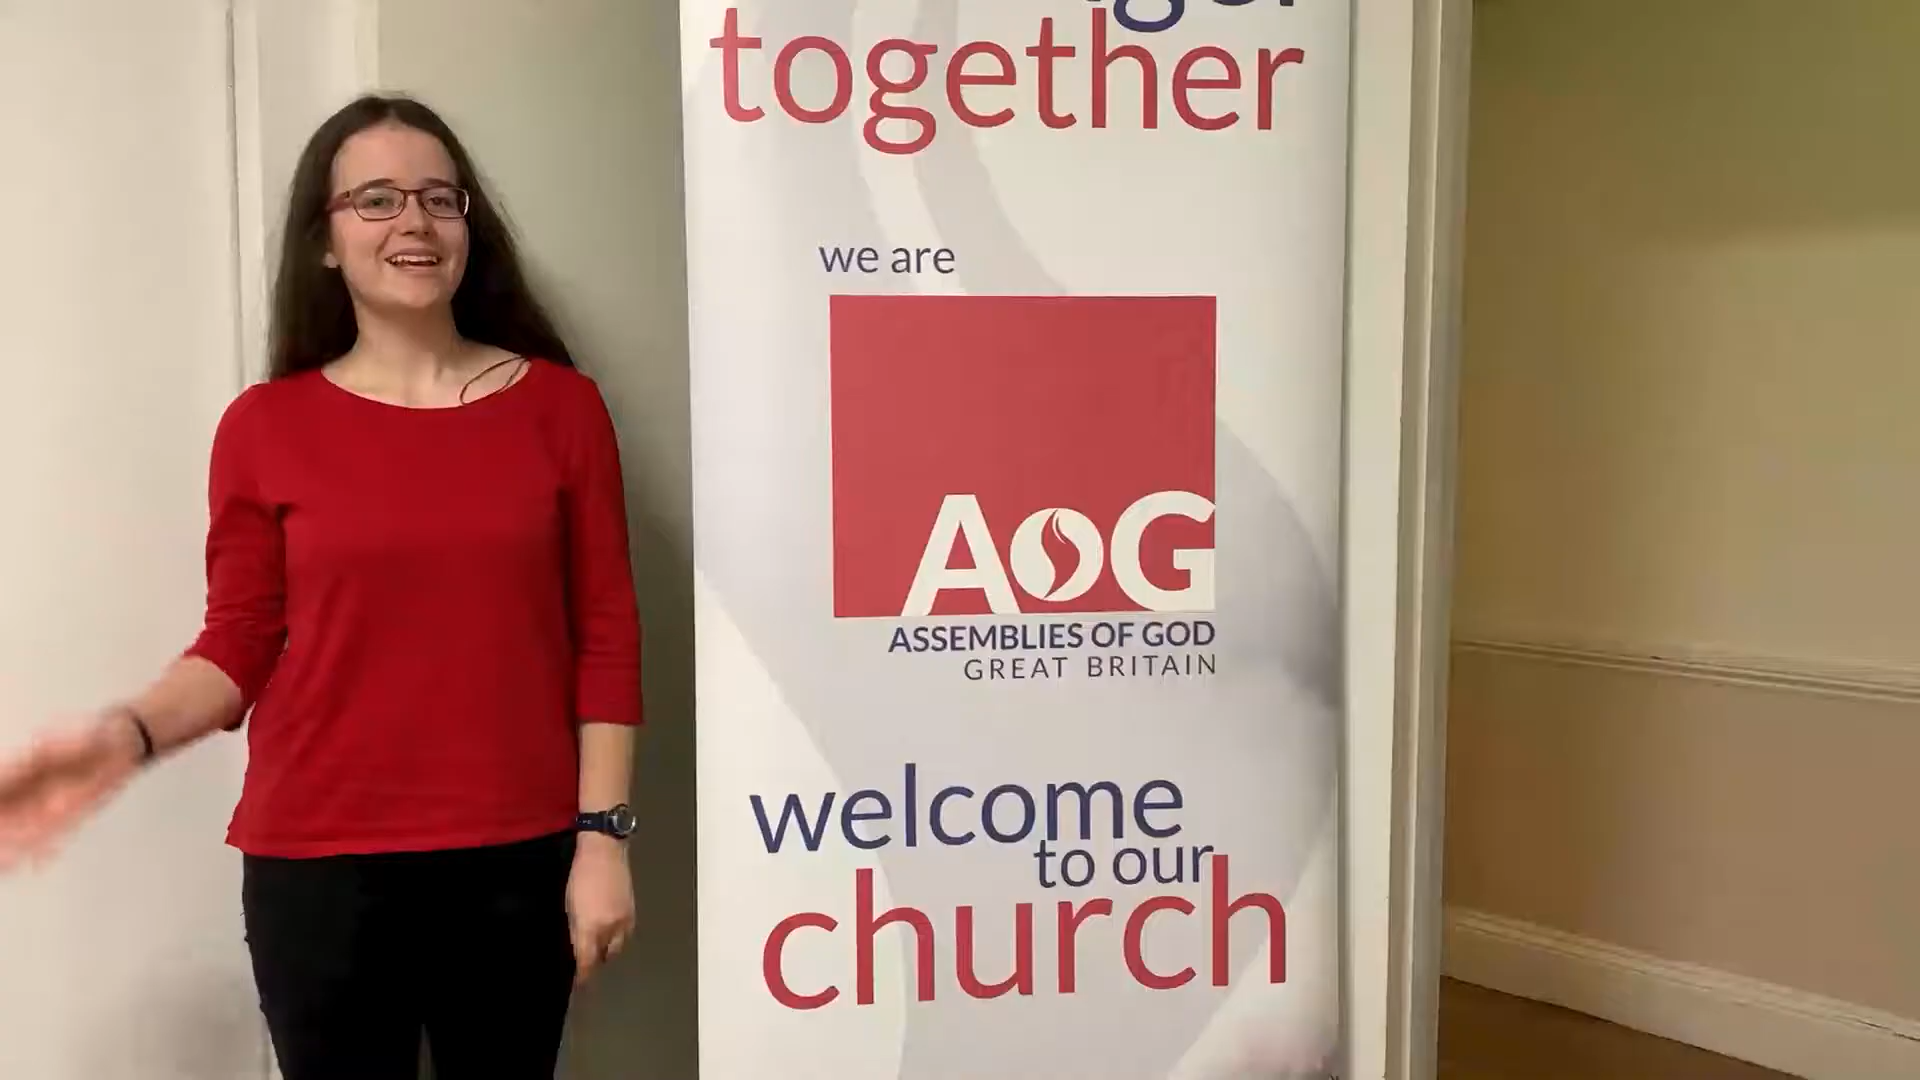 together
we are
AOG
ASSEMBLIES OF GOD
GREAT BRITAIN
welcome
to our
church